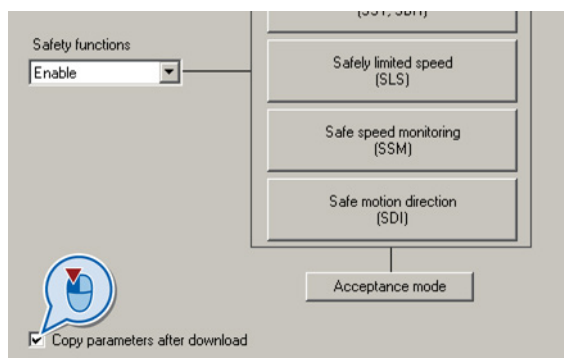 Safety functions
Enable
Safely limited speed
(SLS)
Safe speed monitoring
(SSM)
Safe motion direction
(SDI)
Acceptance mode
Copy parameters after download